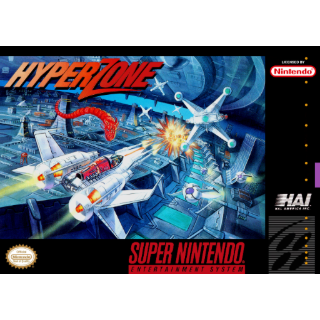 HYPERZONE
LICENSED BY
Nintendo
HAL
HAL AMERICA INC.
SUPER NINTENDO
ENTERTAINMENT SYSTEM